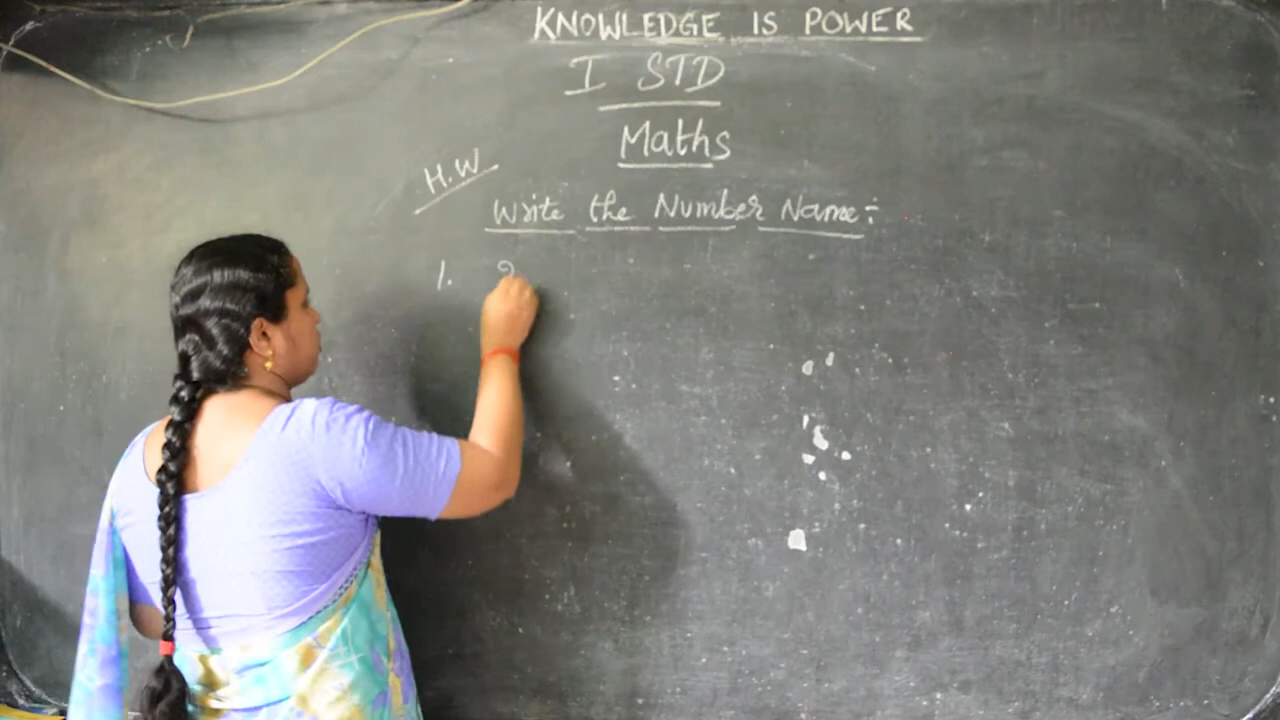 KNOWLEDGE IS POWER
I STD
Maths
H.W
Write the Number Name:
1.